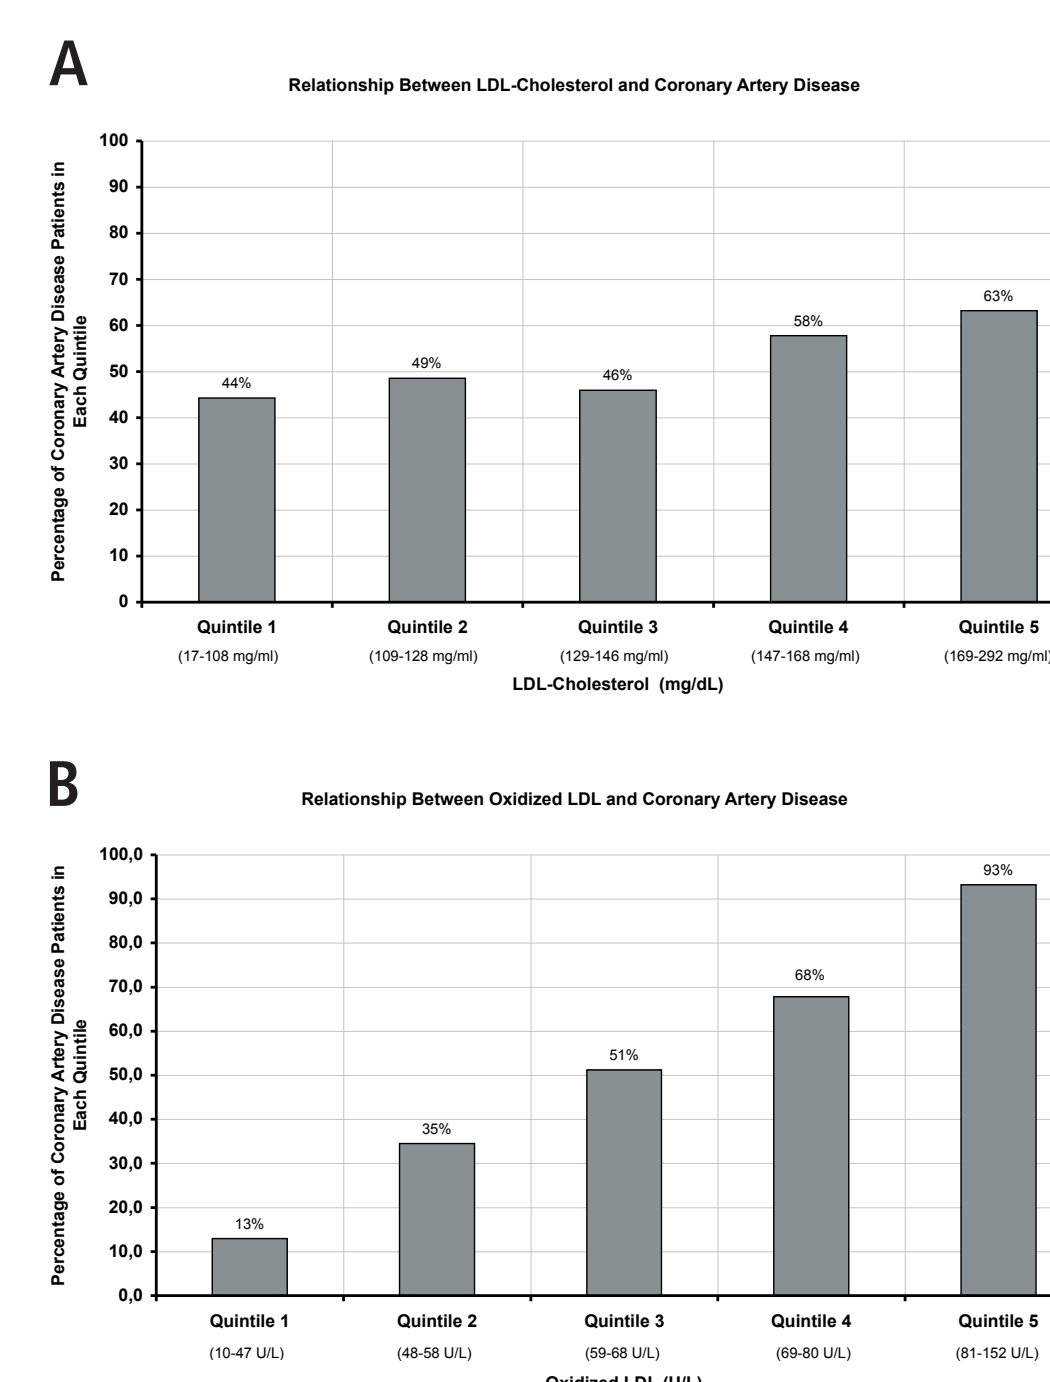 A
Relationship Between LDL-Cholesterol and Coronary Artery Disease
Percentage of Coronary Artery Disease Patients in
Each Quintile
100
90
80
70
60
50
40
30
20
10
0
44%
49%
46%
58%
63%
Quintile 1 Quintile 2 Quintile 3 Quintile 4 Quintile 5
(17-108 mg/ml) (109-128 mg/ml) (129-146 mg/ml) (147-168 mg/ml) (169-292 mg/ml)
LDL-Cholesterol (mg/dL)
B
Relationship Between Oxidized LDL and Coronary Artery Disease
Percentage of Coronary Artery Disease Patients in
Each Quintile
100,0
90,0
80,0
70,0
60,0
50,0
40,0
30,0
20,0
10,0
0,0
13%
35%
51%
68%
93%
Quintile 1 Quintile 2 Quintile 3 Quintile 4 Quintile 5
(10-47 U/L) (48-58 U/L) (59-68 U/L) (69-80 U/L) (81-152 U/L)
Oxidized LDL (U/L)